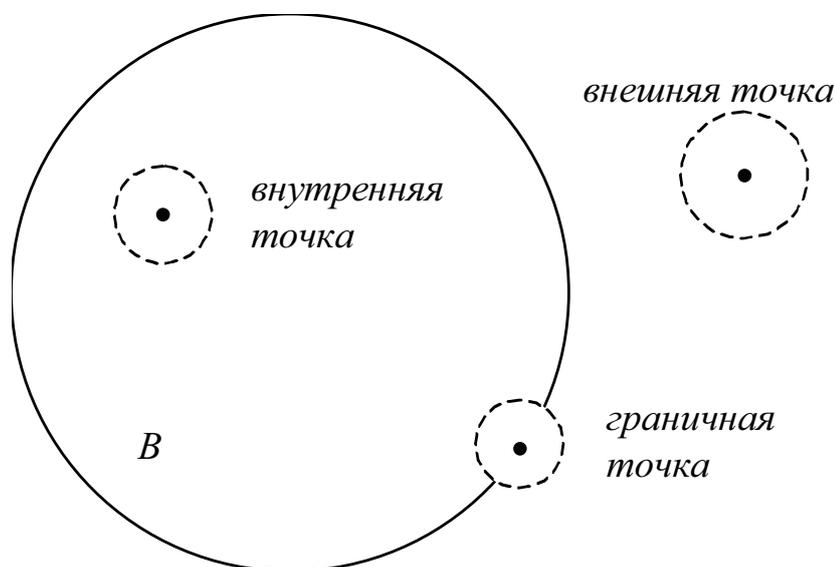 внешняя точка
внутренняя
точка
граничная
точка
B